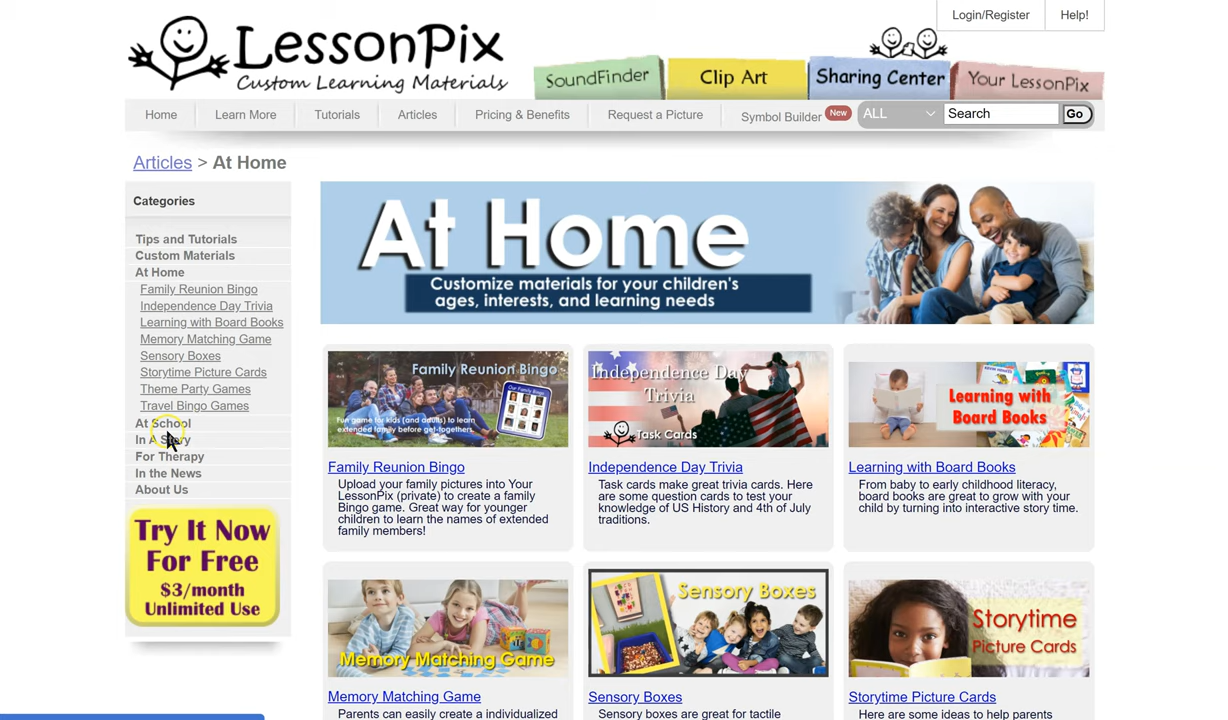 Login/Register
Help!
LessonPix
Custom Learning Materials
SoundFinder
Clip Art
Sharing Center
Your LessonPix
Home
Learn More
Tutorials
Articles
Pricing & Benefits
Request a Picture
Symbol Builder
New
ALL
Search
Go
Articles > At Home
Categories
Tips and Tutorials
Custom Materials
At Home
Family Reunion Bingo
Independence Day Trivia
Learning with Board Books
Memory Matching Game
Sensory Boxes
Storytime Picture Cards
Theme Party Games
Travel Bingo Games
At School
In A Story
For Therapy
In the News
About Us
Try It Now
For Free
$3/month
Unlimited Use
At Home
Customize materials for your children's
ages, interests, and learning needs
Family Reunion Bingo
Fun game for kids (and adults) to learn
extended family before get-togethers.
Our Family Bingo
Family Reunion Bingo
Upload your family pictures into Your
LessonPix (private) to create a family
Bingo game. Great way for younger
children to learn the names of extended
family members!
Independence Day
Trivia
Task Cards
Independence Day Trivia
Task cards make great trivia cards. Here
are some question cards to test your
knowledge of US History and 4th of July
traditions.
Learning with
Board Books
Learning with Board Books
From baby to early childhood literacy,
board books are great to grow with your
child by turning into interactive story time.
Memory Matching Game
Memory Matching Game
Parents can easily create a individualized
Sensory Boxes
Sensory Boxes
Sensory boxes are great for tactile
Storytime
Picture Cards
Storytime Picture Cards
Here are some ideas to help parents